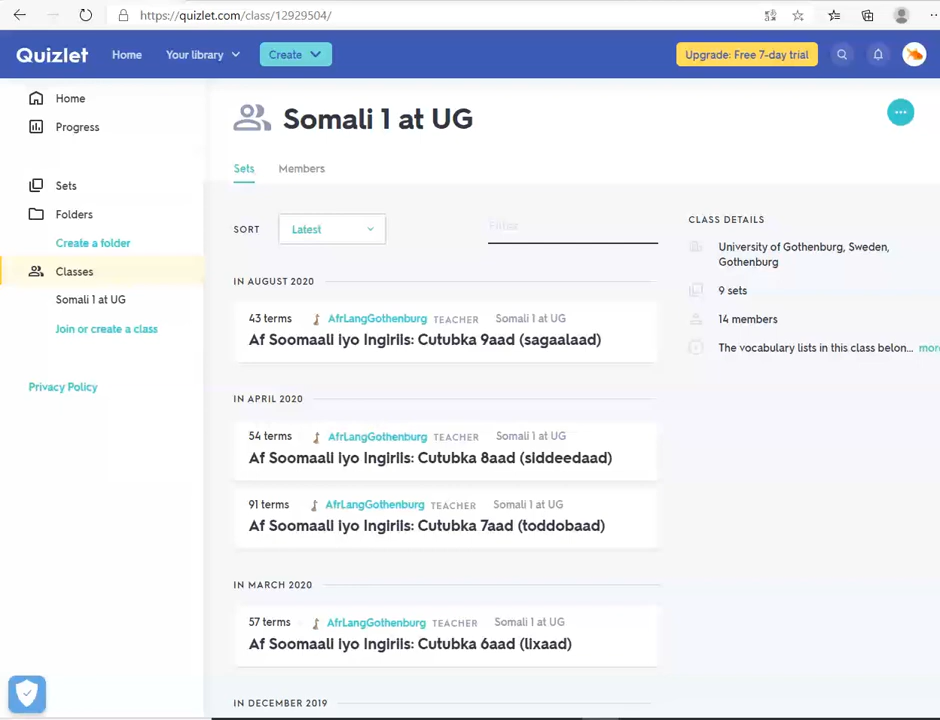 https://quizlet.com/class/12929504/
Quizlet Home Your library Create Upgrade: Free 7-day trial
Home
Progress
Sets
Folders
Create a folder
Classes
Somali 1 at UG
Join or create a class
Privacy Policy
Somali 1 at UG
Sets Members
SORT Latest Filter
IN AUGUST 2020
43 terms AfrLangGothenburg TEACHER Somali 1 at UG
Af Soomaali iyo Ingiriis: Cutubka 9aad (sagaalaad)
IN APRIL 2020
54 terms AfrLangGothenburg TEACHER Somali 1 at UG
Af Soomaali iyo Ingiriis: Cutubka 8aad (siddeedaad)
91 terms AfrLangGothenburg TEACHER Somali 1 at UG
Af Soomaali iyo Ingiriis: Cutubka 7aad (toddobaad)
IN MARCH 2020
57 terms AfrLangGothenburg TEACHER Somali 1 at UG
Af Soomaali iyo Ingiriis: Cutubka 6aad (lixaad)
IN DECEMBER 2019
CLASS DETAILS
University of Gothenburg, Sweden,
Gothenburg
9 sets
14 members
The vocabulary lists in this class belon... more